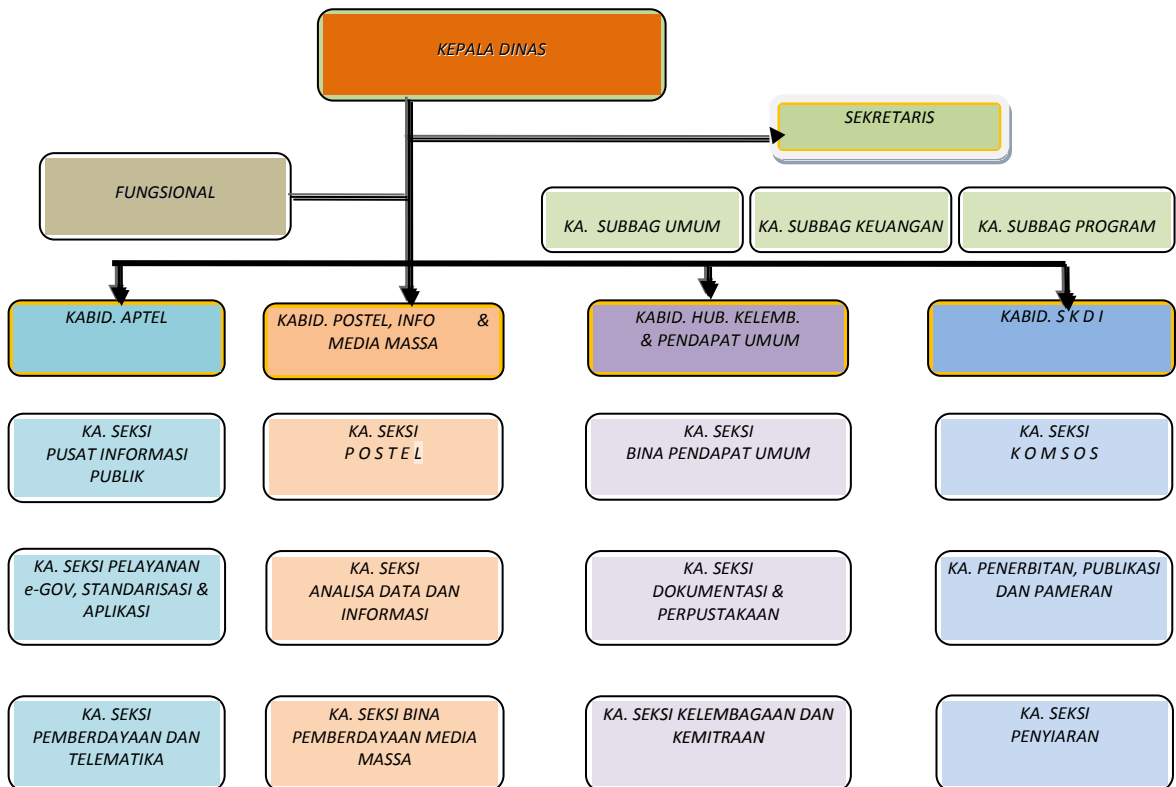 KEPALA DINAS
SEKRETARIS
FUNGSIONAL
KA. SUBBAG UMUM
KA. SUBBAG KEUANGAN
KA. SUBBAG PROGRAM
KABID. APTEL
KABID. POSTEL, INFO &
MEDIA MASSA
KABID. HUB. KELEMB.
& PENDAPAT UMUM
KABID. S K D I
KA. SEKSI
PUSAT INFORMASI
PUBLIK
KA. SEKSI
P O S T E L
KA. SEKSI
BINA PENDAPAT UMUM
KA. SEKSI
K O M S O S
KA. SEKSI PELAYANAN
e-GOV, STANDARISASI &
APLIKASI
KA. SEKSI
ANALISA DATA DAN
INFORMASI
KA. SEKSI
DOKUMENTASI &
PERPUSTAKAAN
KA. PENERBITAN, PUBLIKASI
DAN PAMERAN
KA. SEKSI
PEMBERDAYAAN DAN
TELEMATIKA
KA. SEKSI BINA
PEMBERDAYAAN MEDIA
MASSA
KA. SEKSI KELEMBAGAAN DAN
KEMITRAAN
KA. SEKSI
PENYIARAN